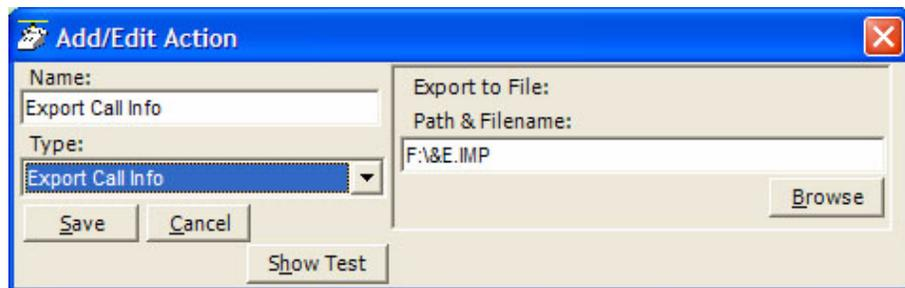 Add/Edit Action
Name:
Export Call Info
Type:
Export Call Info
Save Cancel
Show Test
Export to File:
Path & Filename:
F:\&E.IMP
Browse